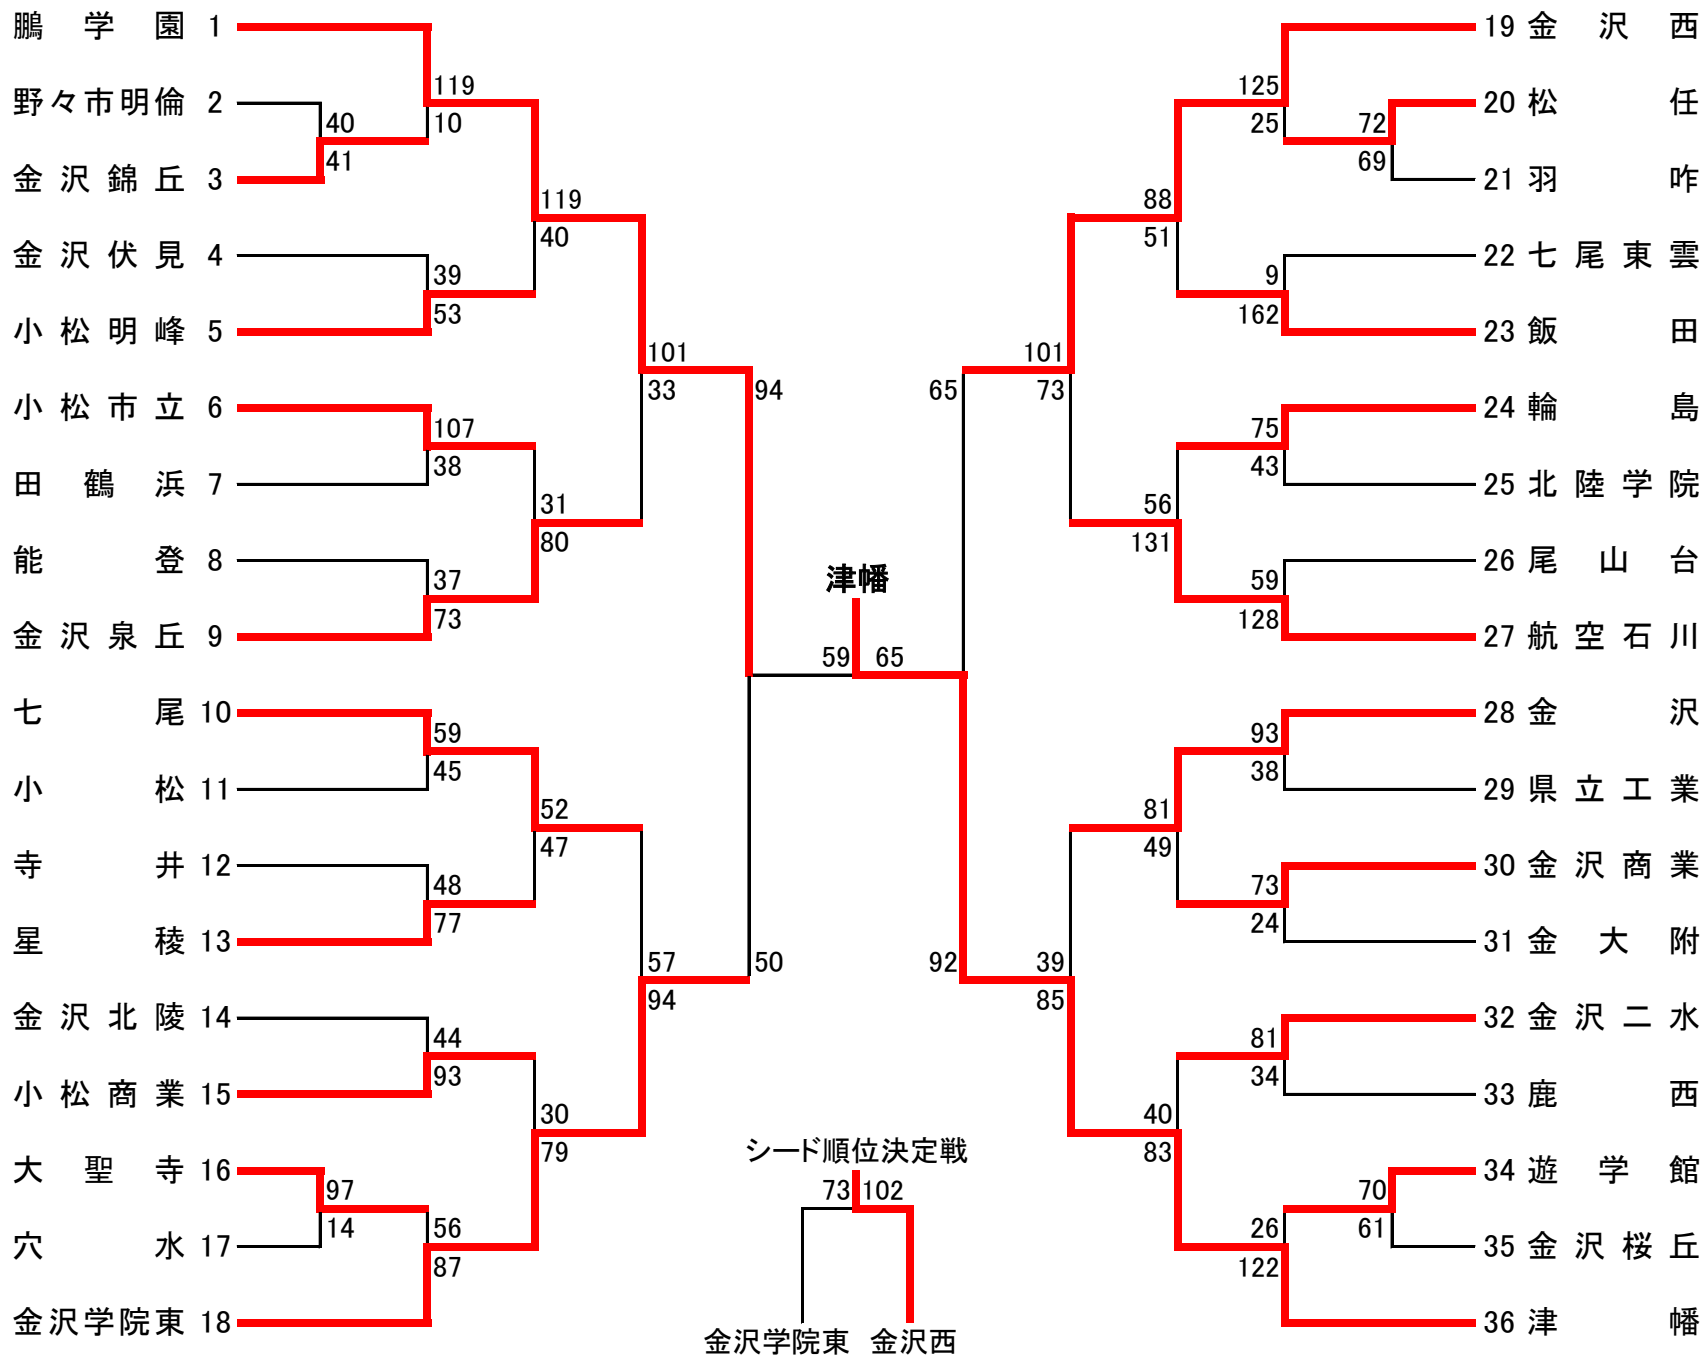 鵬学園 1
野々市明倫 2
金沢錦丘 3
金沢伏見 4
小松明峰 5
小松市立 6
田鶴浜 7
能登 8
金沢泉丘 9
七尾 10
小松 11
寺井 12
星稜 13
金沢北陵 14
小松商業 15
大聖寺 16
穴水 17
金沢学院東 18
40
41
97
14
119
10
39
53
107
38
37
73
59
45
48
77
44
93
56
87
119
40
31
80
52
47
30
79
101
33
57
94
94
50
津幡
59 65
65
92
101
73
39
85
88
51
56
131
81
49
40
83
125
25
9
162
75
43
59
128
93
38
73
24
81
34
26
122
72
69
70
61
19 金沢西
20 松任
21 羽咋
22 七尾東雲
23 飯田
24 輪島
25 北陸学院
26 尾山台
27 航空石川
28 金沢
29 県立工業
30 金沢商業
31 金大附
32 金沢二水
33 鹿西
34 遊学館
35 金沢桜丘
36 津幡
シード順位決定戦
73 102
金沢学院東 金沢西